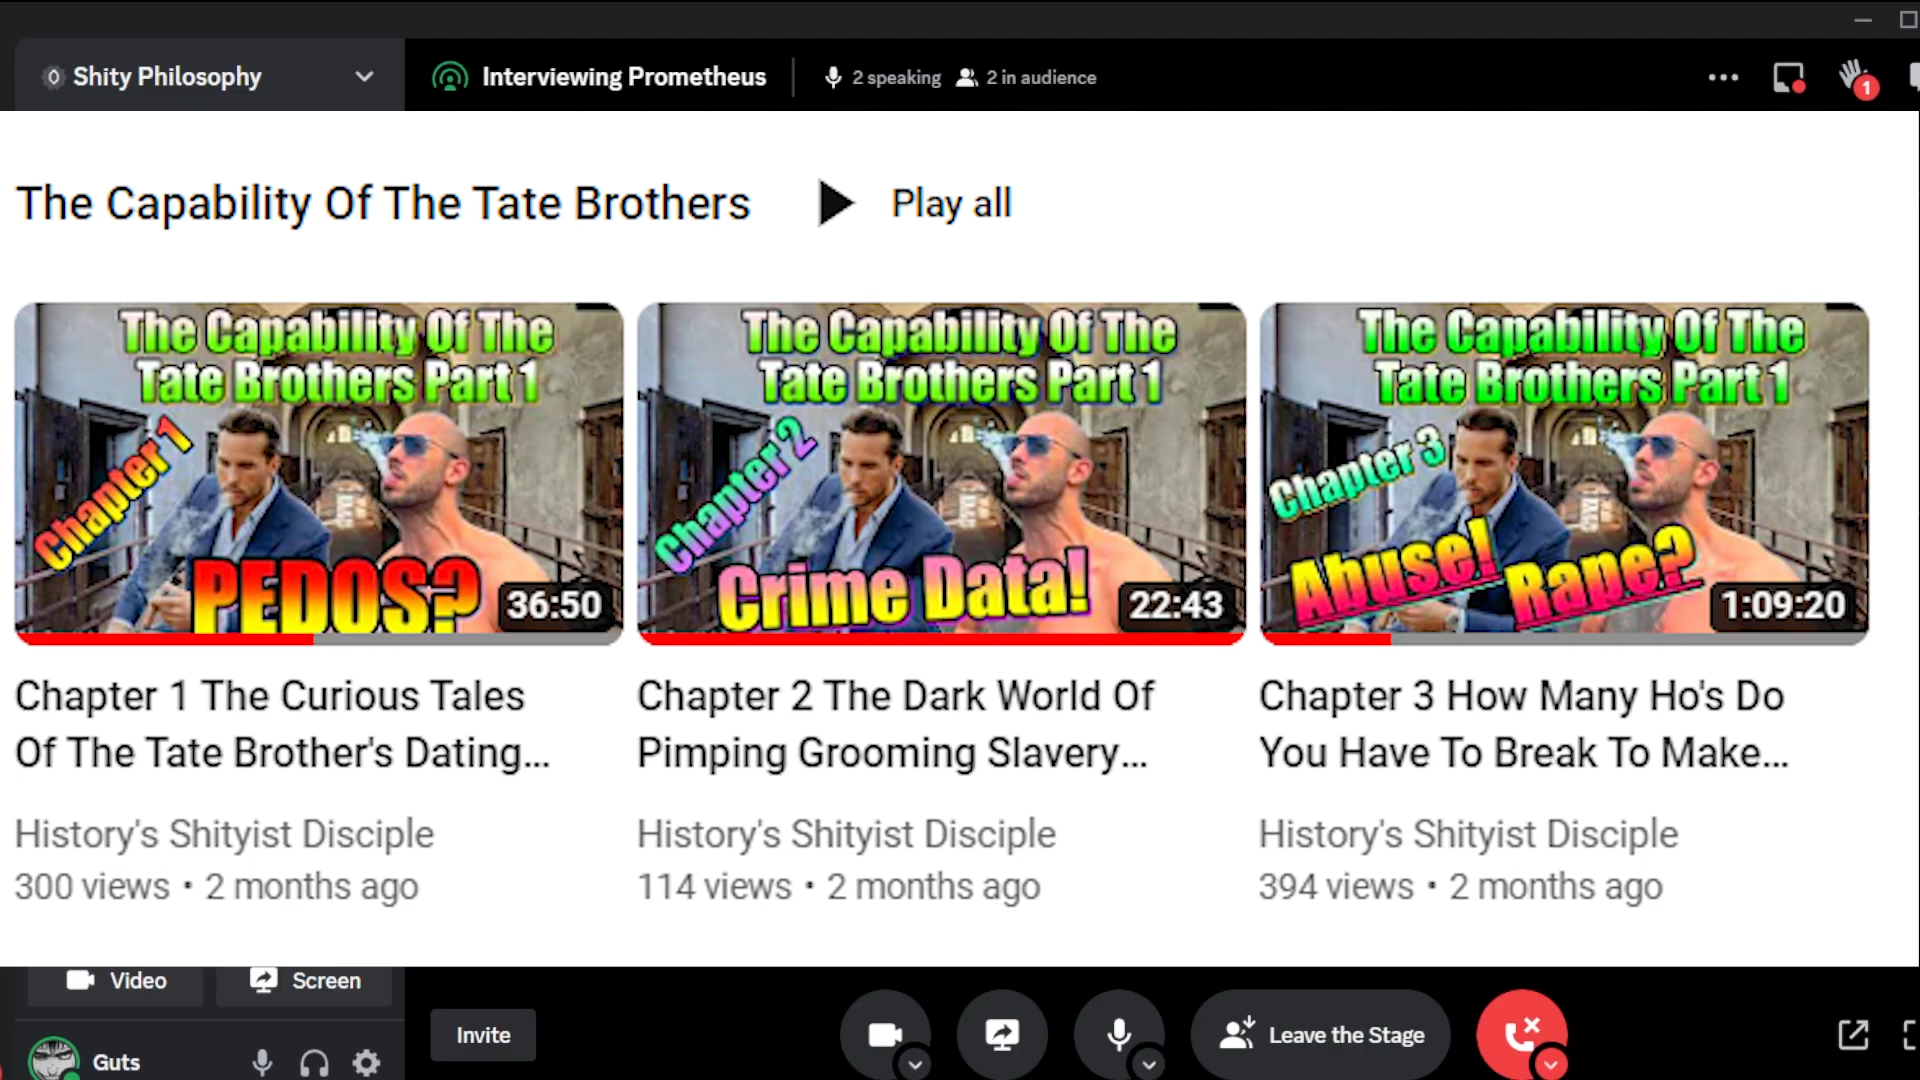 Shity Philosophy
Interviewing Prometheus
2 speaking
2 in audience
1
The Capability Of The Tate Brothers
Play all
The Capability Of The
Tate Brothers Part 1
Chapter 1
PEDOS?
36:50
The Capability Of The
Tate Brothers Part 1
Chapter 2
Crime Data!
22:43
The Capability Of The
Tate Brothers Part 1
Chapter 3
Abuse! Rape?
1:09:20
Chapter 1 The Curious Tales
Of The Tate Brother's Dating...
History's Shityist Disciple
300 views • 2 months ago
Chapter 2 The Dark World Of
Pimping Grooming Slavery...
History's Shityist Disciple
114 views • 2 months ago
Chapter 3 How Many Ho's Do
You Have To Break To Make...
History's Shityist Disciple
394 views • 2 months ago
Video
Screen
Invite
Leave the Stage
Guts